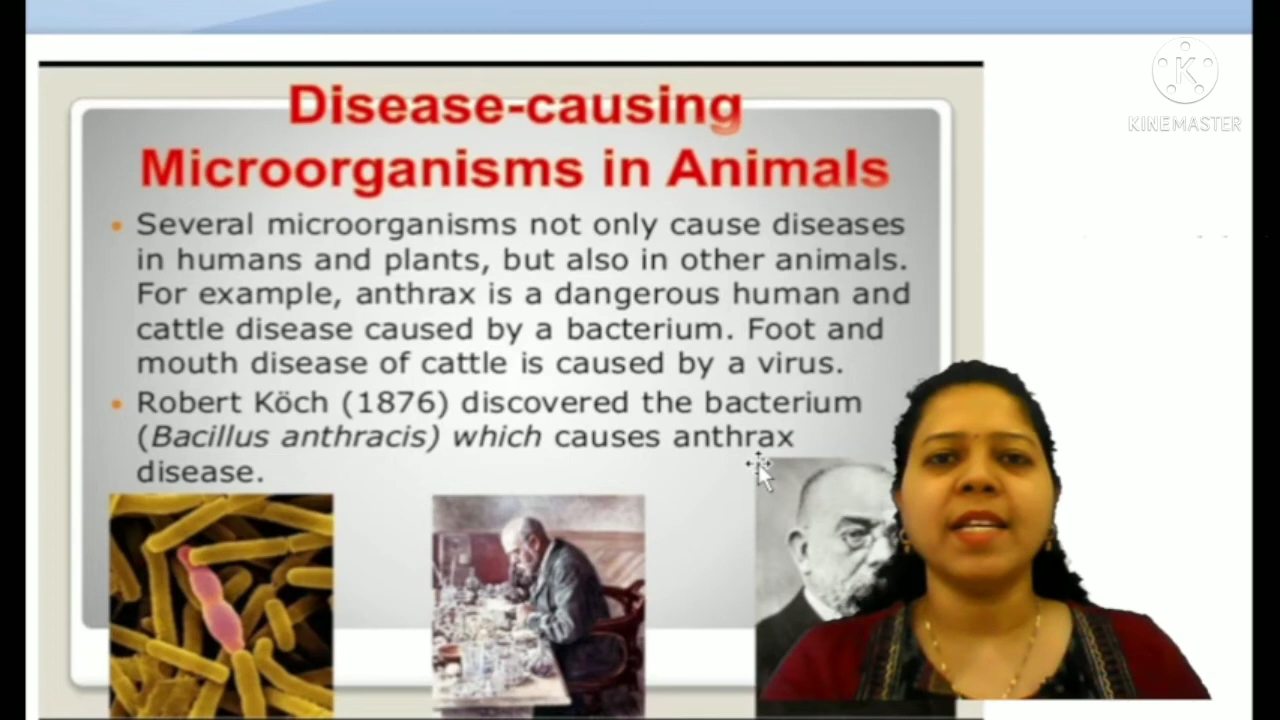 Disease-causing
Microorganisms in Animals
• Several microorganisms not only cause diseases
in humans and plants, but also in other animals.
For example, anthrax is a dangerous human and
cattle disease caused by a bacterium. Foot and
mouth disease of cattle is caused by a virus.
• Robert Köch (1876) discovered the bacterium
(Bacillus anthracis) which causes anthrax
disease.
K
KINEMASTER